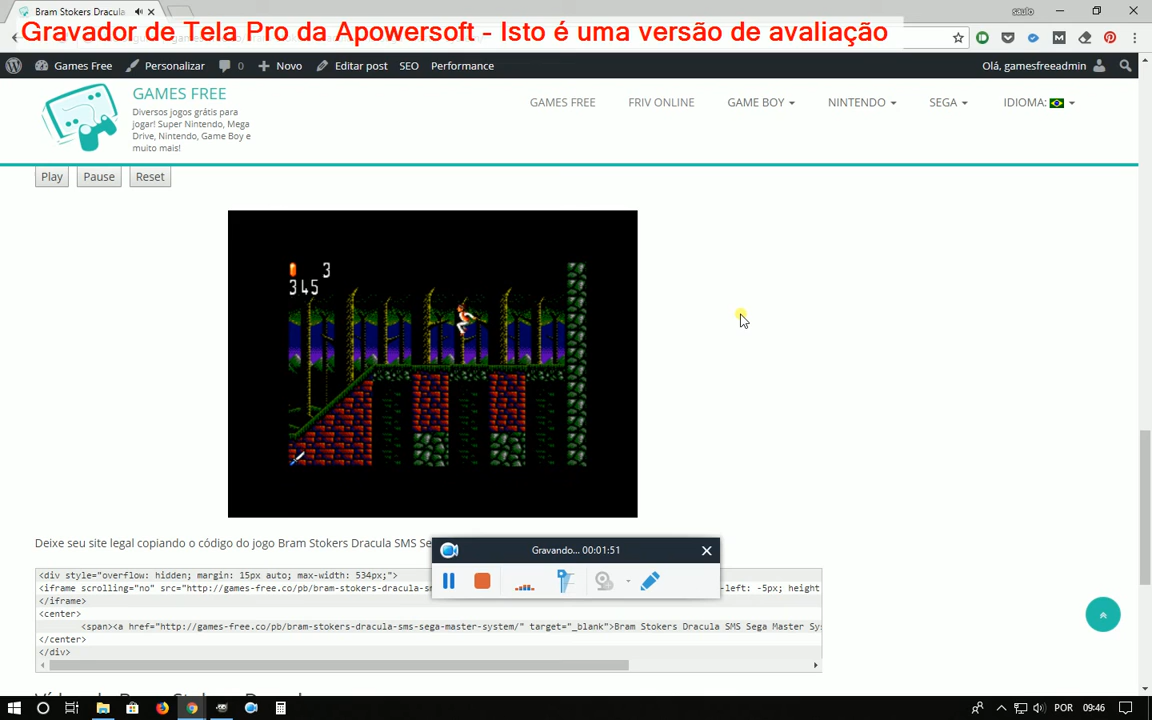 Bram Stokers Dracula
saulo
Gravador de Tela Pro da Apowersoft - Isto é uma versão de avaliação
Games Free
Personalizar
0
Novo
Editar post
SEO
Performance
Olá, gamesfreeadmin
GAMES FREE
Diversos jogos grátis para
jogar! Super Nintendo, Mega
Drive, Nintendo, Game Boy e
muito mais!
GAMES FREE
FRIV ONLINE
GAME BOY
NINTENDO
SEGA
IDIOMA:
Play
Pause
Reset
3
345
Deixe seu site legal copiando o código do jogo Bram Stokers Dracula SMS Se
Gravando... 00:01:51
<div style="overflow: hidden; margin: 15px auto; max-width: 534px;">
<iframe scrolling="no" src="http://games-free.co/pb/bram-stokers-dracula-sm -left: -5px; height
</iframe>
<center>
<span><a href="http://games-free.co/pb/bram-stokers-dracula-sms-sega-master-system/" target="_blank">Bram Stokers Dracula SMS Sega Master Sy
</center>
</div>
POR
09:46